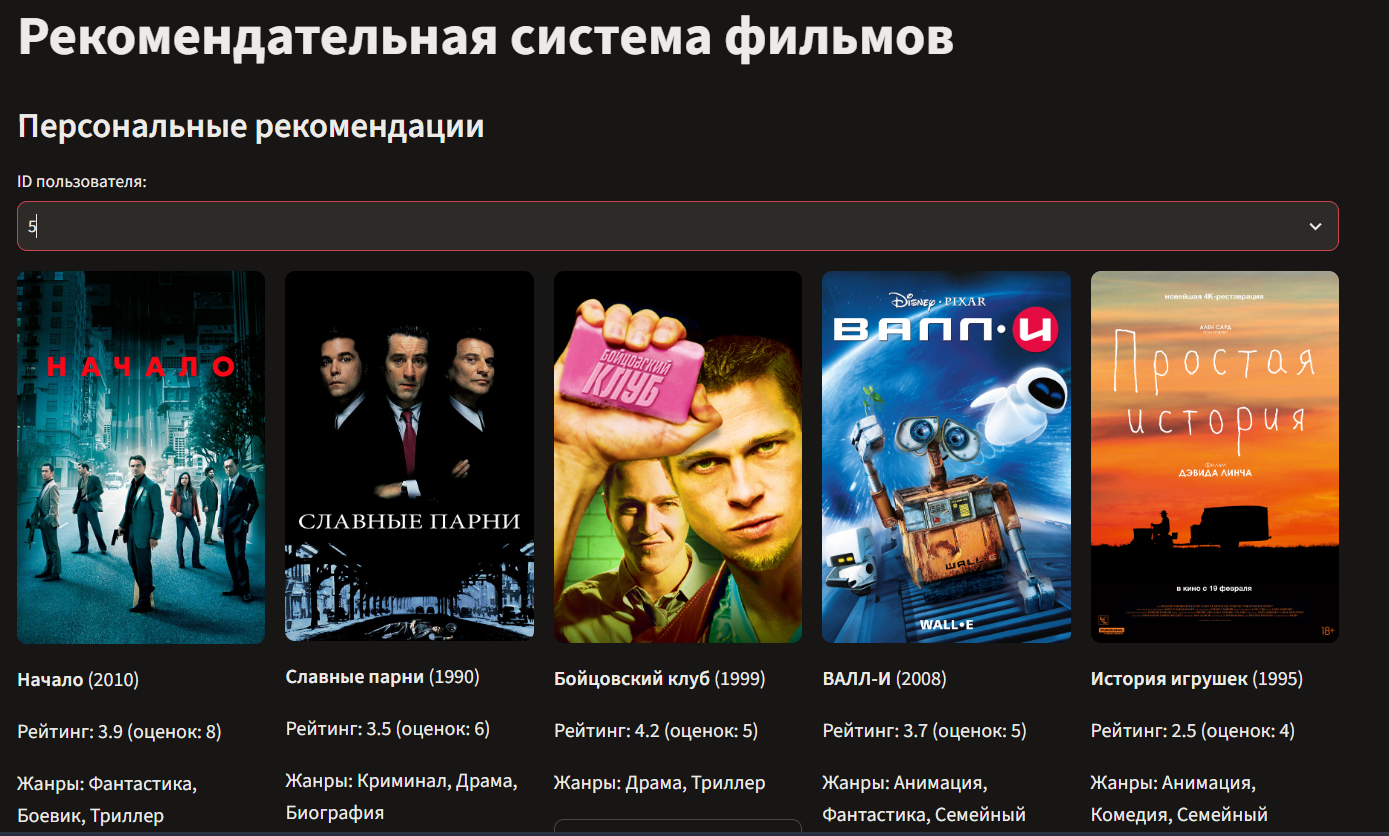 Рекомендательная система фильмов
Персональные рекомендации
ID пользователя:
5
НАЧАЛО
СЛАВНЫЕ ПАРНИ
БОЙЦОВСКИЙ
КЛУБ
Disney · PIXAR
ВАЛЛ·И
WALL-E
WALL•E
новейшая 4K-реставрация
Простая
история
ДЭВИДА ЛИНЧА
в кино с 19 февраля
18+
Начало (2010)
Славные парни (1990)
Бойцовский клуб (1999)
ВАЛЛ-И (2008)
История игрушек (1995)
Рейтинг: 3.9 (оценок: 8)
Рейтинг: 3.5 (оценок: 6)
Рейтинг: 4.2 (оценок: 5)
Рейтинг: 3.7 (оценок: 5)
Рейтинг: 2.5 (оценок: 4)
Жанры: Фантастика,
Боевик, Триллер
Жанры: Криминал, Драма,
Биография
Жанры: Драма, Триллер
Жанры: Анимация,
Фантастика, Семейный
Жанры: Анимация,
Комедия, Семейный